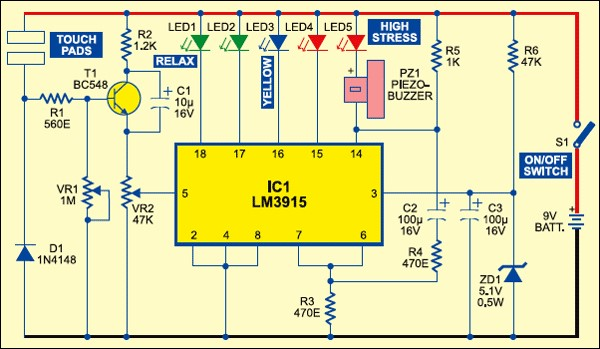 TOUCH
PADS
R2
1.2K
LED1
LED2
LED3
LED4
LED5
HIGH
STRESS
RELAX
YELLOW
T1
BC548
C1
10µ
16V
+
+
PZ1
PIEZO-
BUZZER
R5
1K
R6
47K
R1
560E
S1
ON/OFF
SWITCH
18
17
16
15
14
IC1
LM3915
5
3
2
4
8
7
6
VR1
1M
VR2
47K
C2
100µ
16V
+
C3
100µ
16V
+
9V
BATT.
+
D1
1N4148
R4
470E
R3
470E
ZD1
5.1V
0.5W